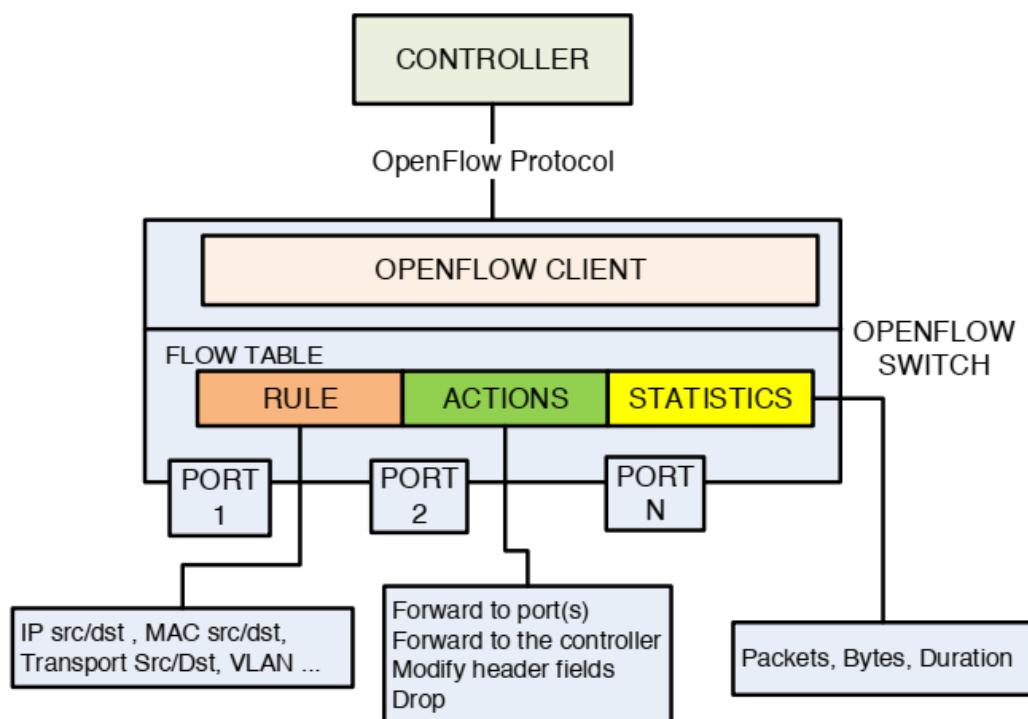 CONTROLLER
OpenFlow Protocol
OPENFLOW CLIENT
OPENFLOW
SWITCH
FLOW TABLE
RULE
ACTIONS
STATISTICS
PORT
1
PORT
2
PORT
N
IP src/dst , MAC src/dst,
Transport Src/Dst, VLAN ...
Forward to port(s)
Forward to the controller
Modify header fields
Drop
Packets, Bytes, Duration